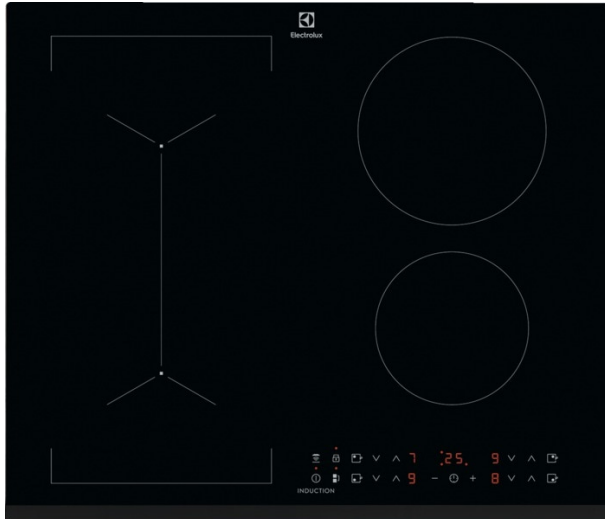 Electrolux
7 .25. 9
9 − + 8
INDUCTION